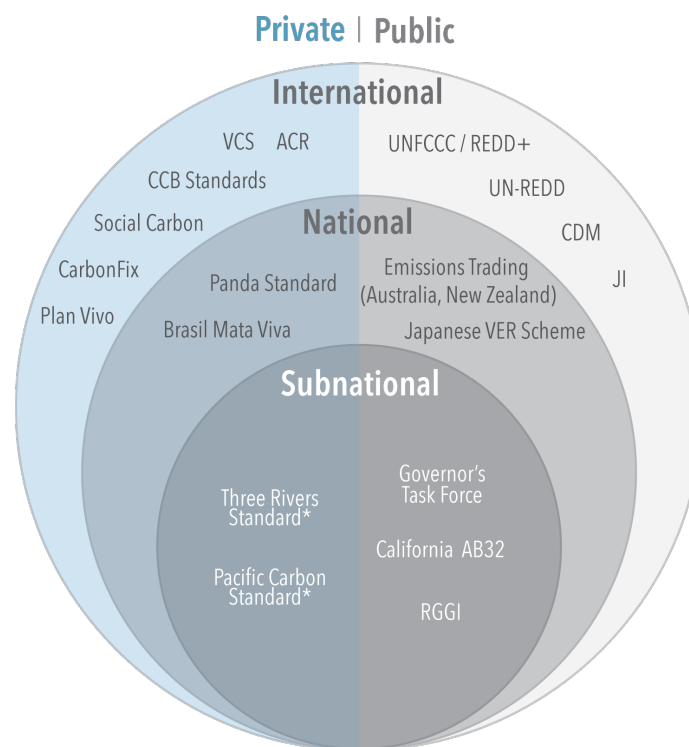 Private | Public
International
VCS ACR
UNFCCC / REDD+
CCB Standards
UN-REDD
Social Carbon
CDM
CarbonFix
JI
Plan Vivo
National
Panda Standard
Emissions Trading
(Australia, New Zealand)
Brasil Mata Viva
Japanese VER Scheme
Subnational
Three Rivers
Standard*
Pacific Carbon
Standard*
Governor's
Task Force
California AB32
RGGI